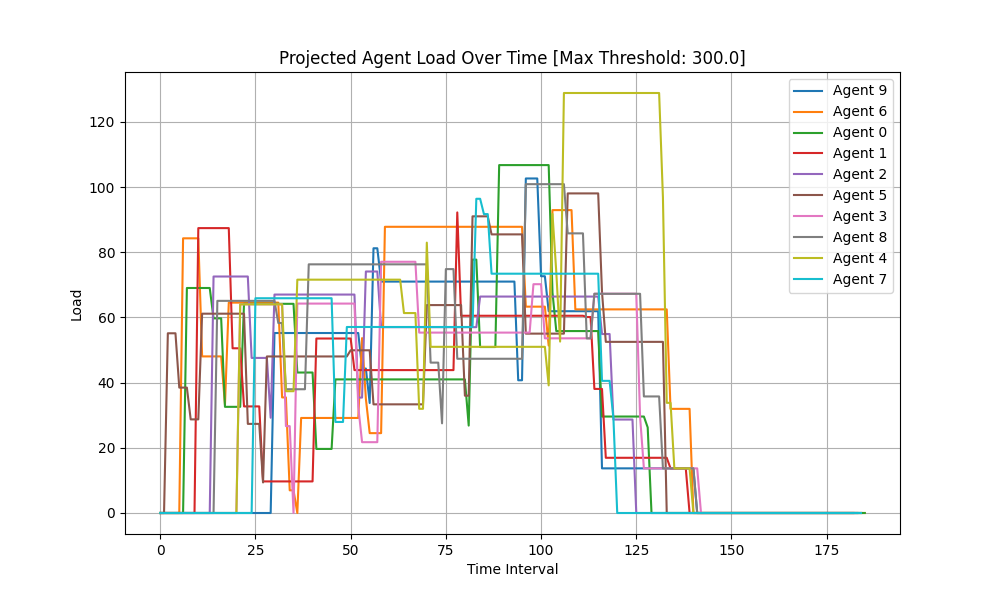 Projected Agent Load Over Time [Max Threshold: 300.0]
Load
120
100
80
60
40
20
0
0 25 50 75 100 125 150 175
Time Interval
Agent 9
Agent 6
Agent 0
Agent 1
Agent 2
Agent 5
Agent 3
Agent 8
Agent 4
Agent 7